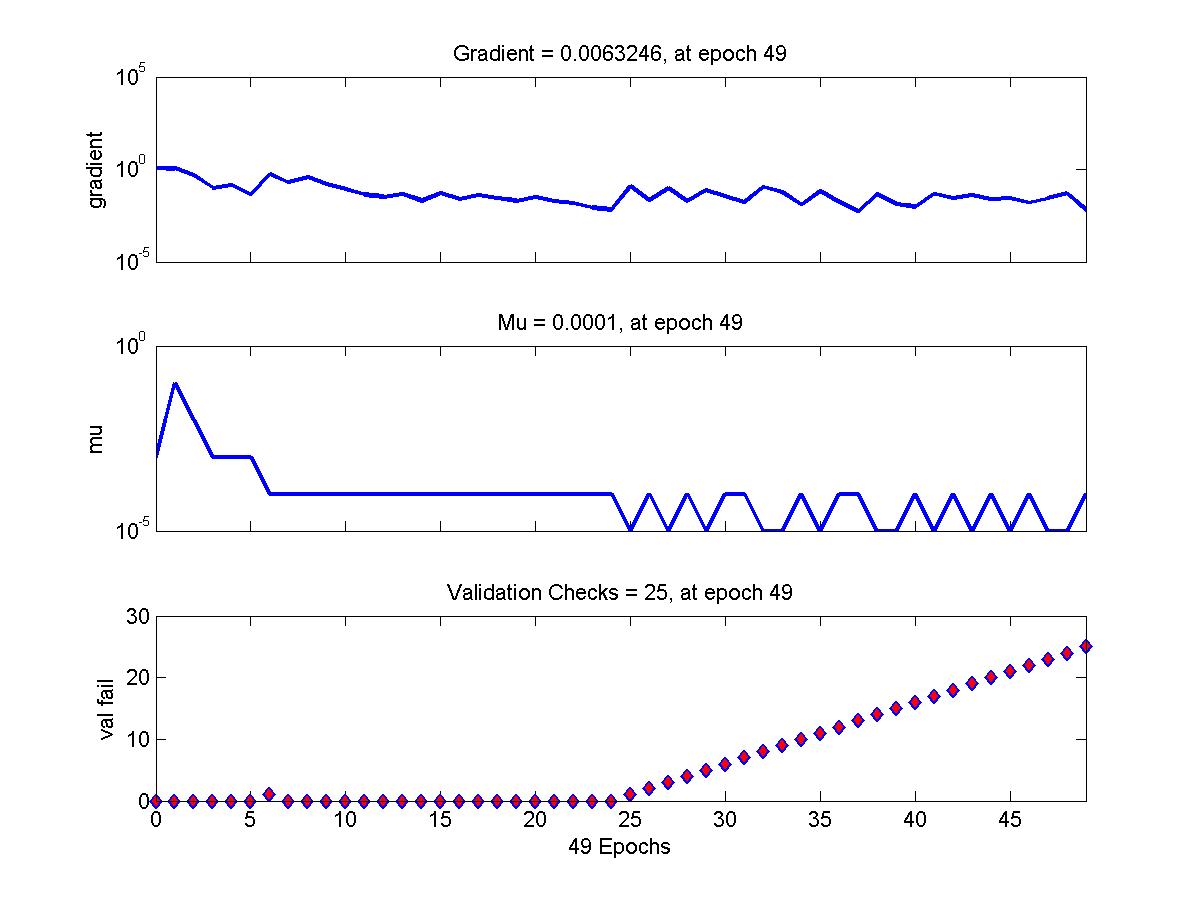 Gradient = 0.0063246, at epoch 49
10^5
10^0
10^-5
gradient
Mu = 0.0001, at epoch 49
10^0
10^-5
mu
Validation Checks = 25, at epoch 49
30
20
10
0
val fail
0 5 10 15 20 25 30 35 40 45
49 Epochs